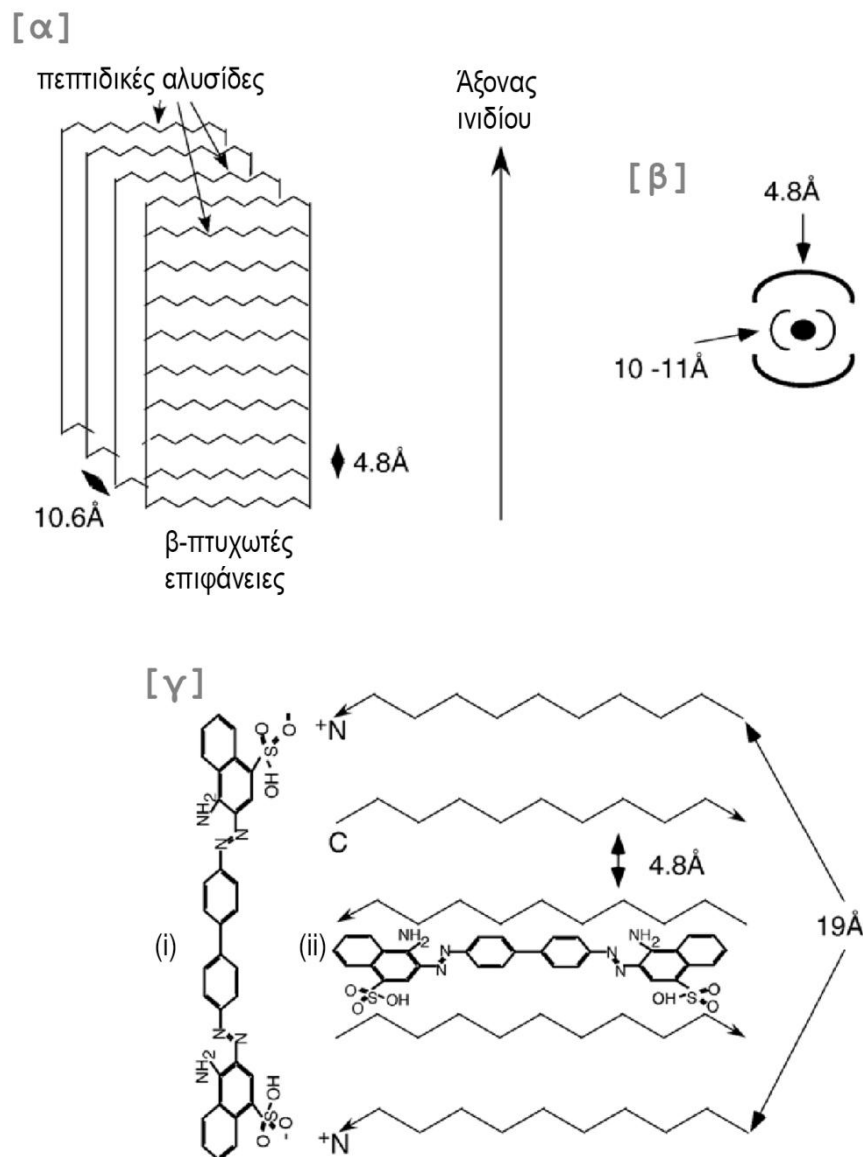 [α]
πεπτιδικές αλυσίδες
Άξονας
ινιδίου
[β]
4.8Å
10 -11Å
4.8Å
10.6Å
β-πτυχωτές
επιφάνειες
[γ]
O
O-
S
OH
NH2
N
N
+N
C
4.8Å
19Å
(i)
(ii)
NH2
N
N
N
N
NH2
O
O
S
OH
OH
S
O
O
N
N
NH2
OH
S
O
O-
+N